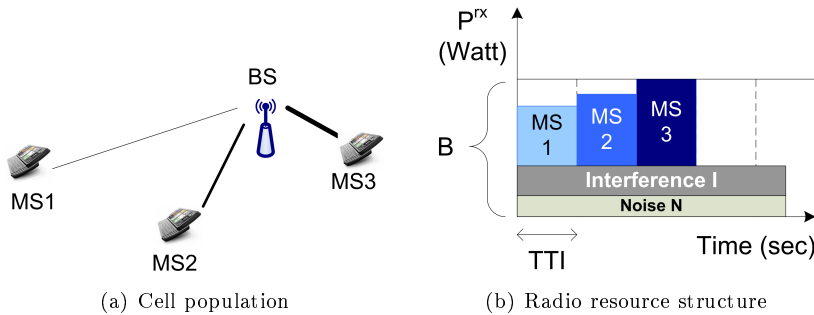 BS
MS1
MS2
MS3
(a) Cell population
P^rx
(Watt)
B
MS
1
MS
2
MS
3
Interference I
Noise N
TTI
Time (sec)
(b) Radio resource structure